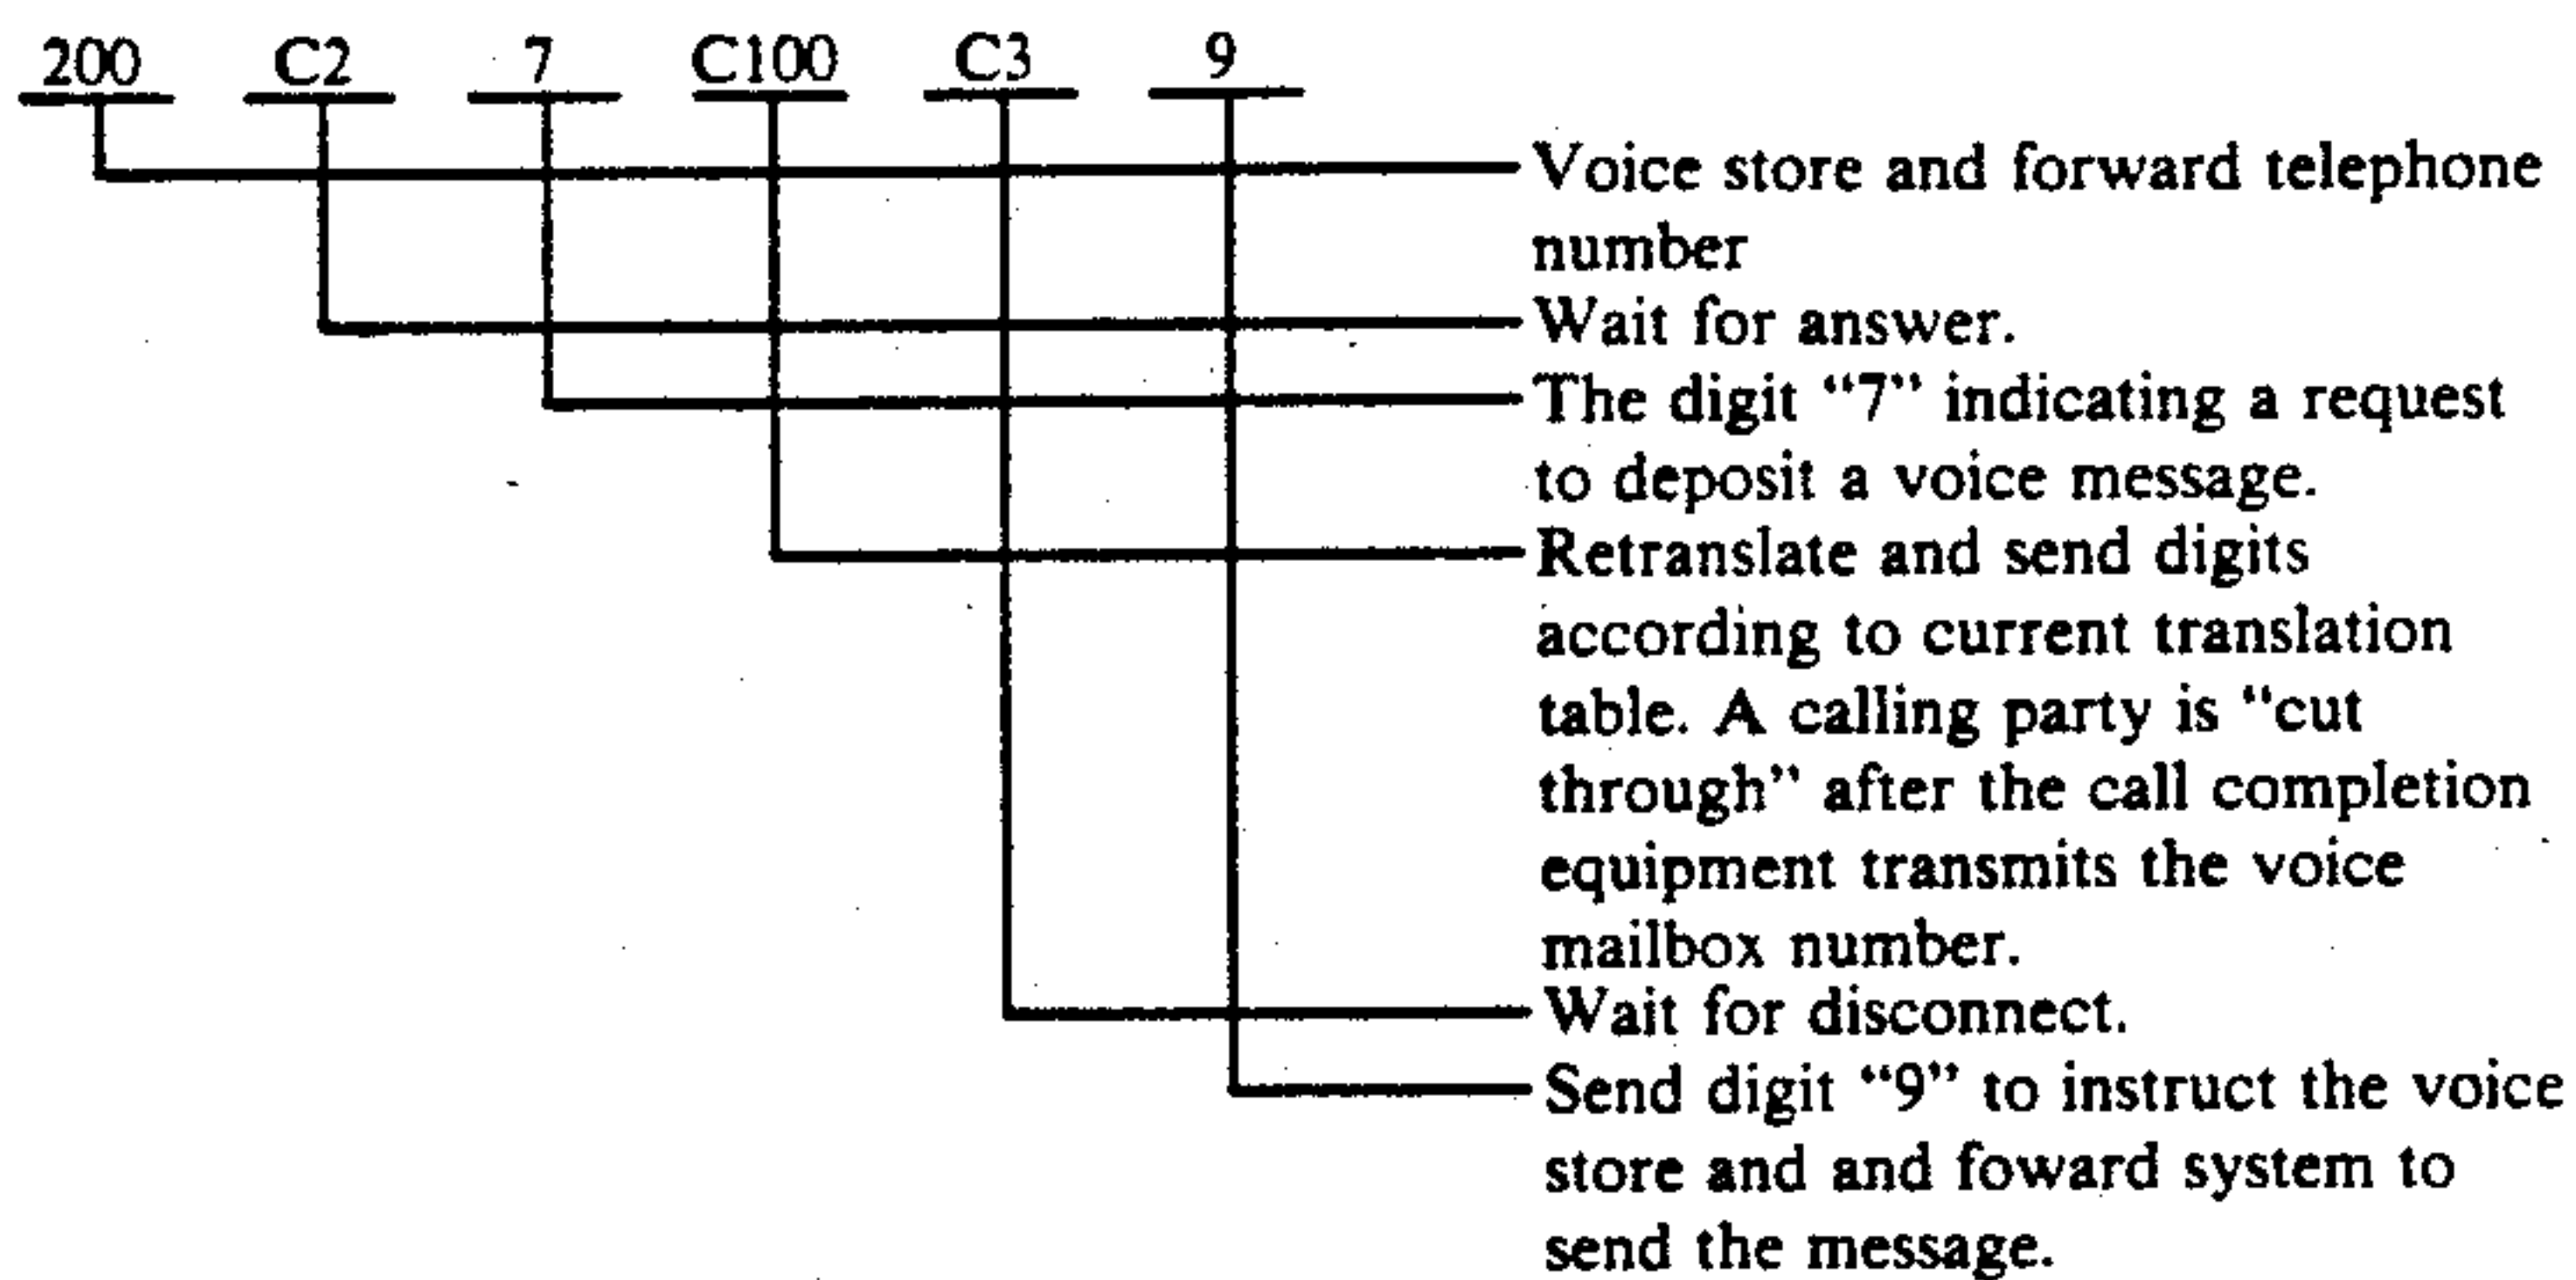 200 C2 7 C100 C3 9
Voice store and forward telephone
number
Wait for answer.
The digit “7” indicating a request
to deposit a voice message.
Retranslate and send digits
according to current translation
table. A calling party is “cut
through” after the call completion
equipment transmits the voice
mailbox number.
Wait for disconnect.
Send digit “9” to instruct the voice
store and and foward system to
send the message.